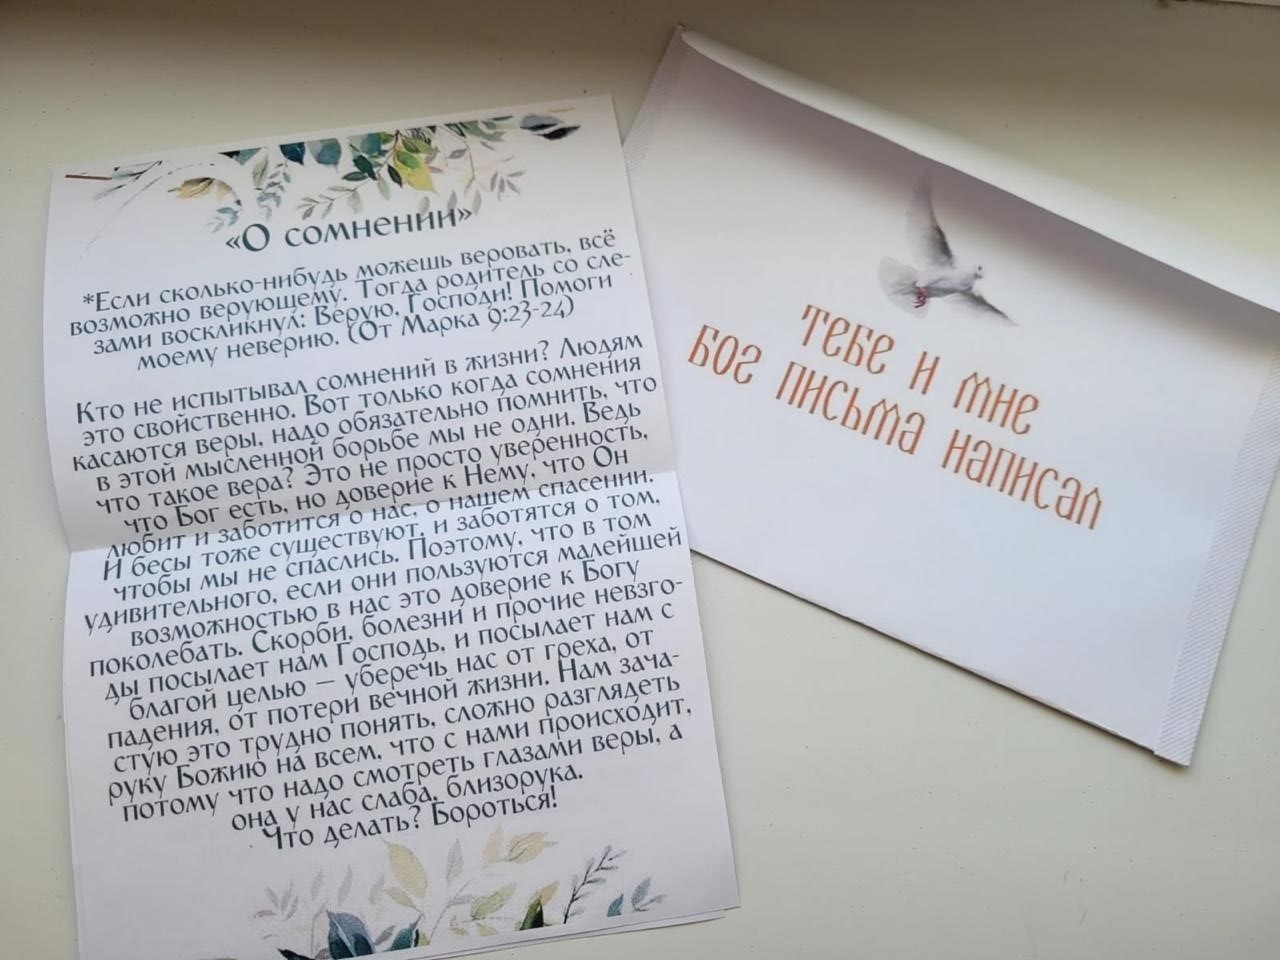 «О сомнении»
*Если сколько-нибудь можешь веровать, всё
возможно верующему. Тогда родитель со сле-
зами воскликнул: Верую, Господи! Помоги
моему неверию. (От Марка 9:23-24)
Кто не испытывал сомнений в жизни? Людям
это свойственно. Вот только когда сомнения
касаются веры, надо обязательно помнить, что
в этой мысленной борьбе мы не одни. Ведь
что такое вера? Это не просто уверенность,
что Бог есть, но доверие к Нему, что Он
любит и заботится о нас, о нашем спасении.
И бесы тоже существуют, и заботятся о том,
чтобы мы не спаслись. Поэтому, что в том
удивительного, если они пользуются малейшей
возможностью в нас это доверие к Богу
поколебать. Скорби, болезни и прочие невзго-
ды посылает нам Господь, и посылает нам с
благой целью – уберечь нас от греха, от
падения, от потери вечной жизни. Нам зача-
стую это трудно понять, сложно разглядеть
руку Божию на всем, что с нами происходит,
потому что надо смотреть глазами веры, а
она у нас слаба, близорука.
Что делать? Бороться!
тебе и мне
Бог письма написал